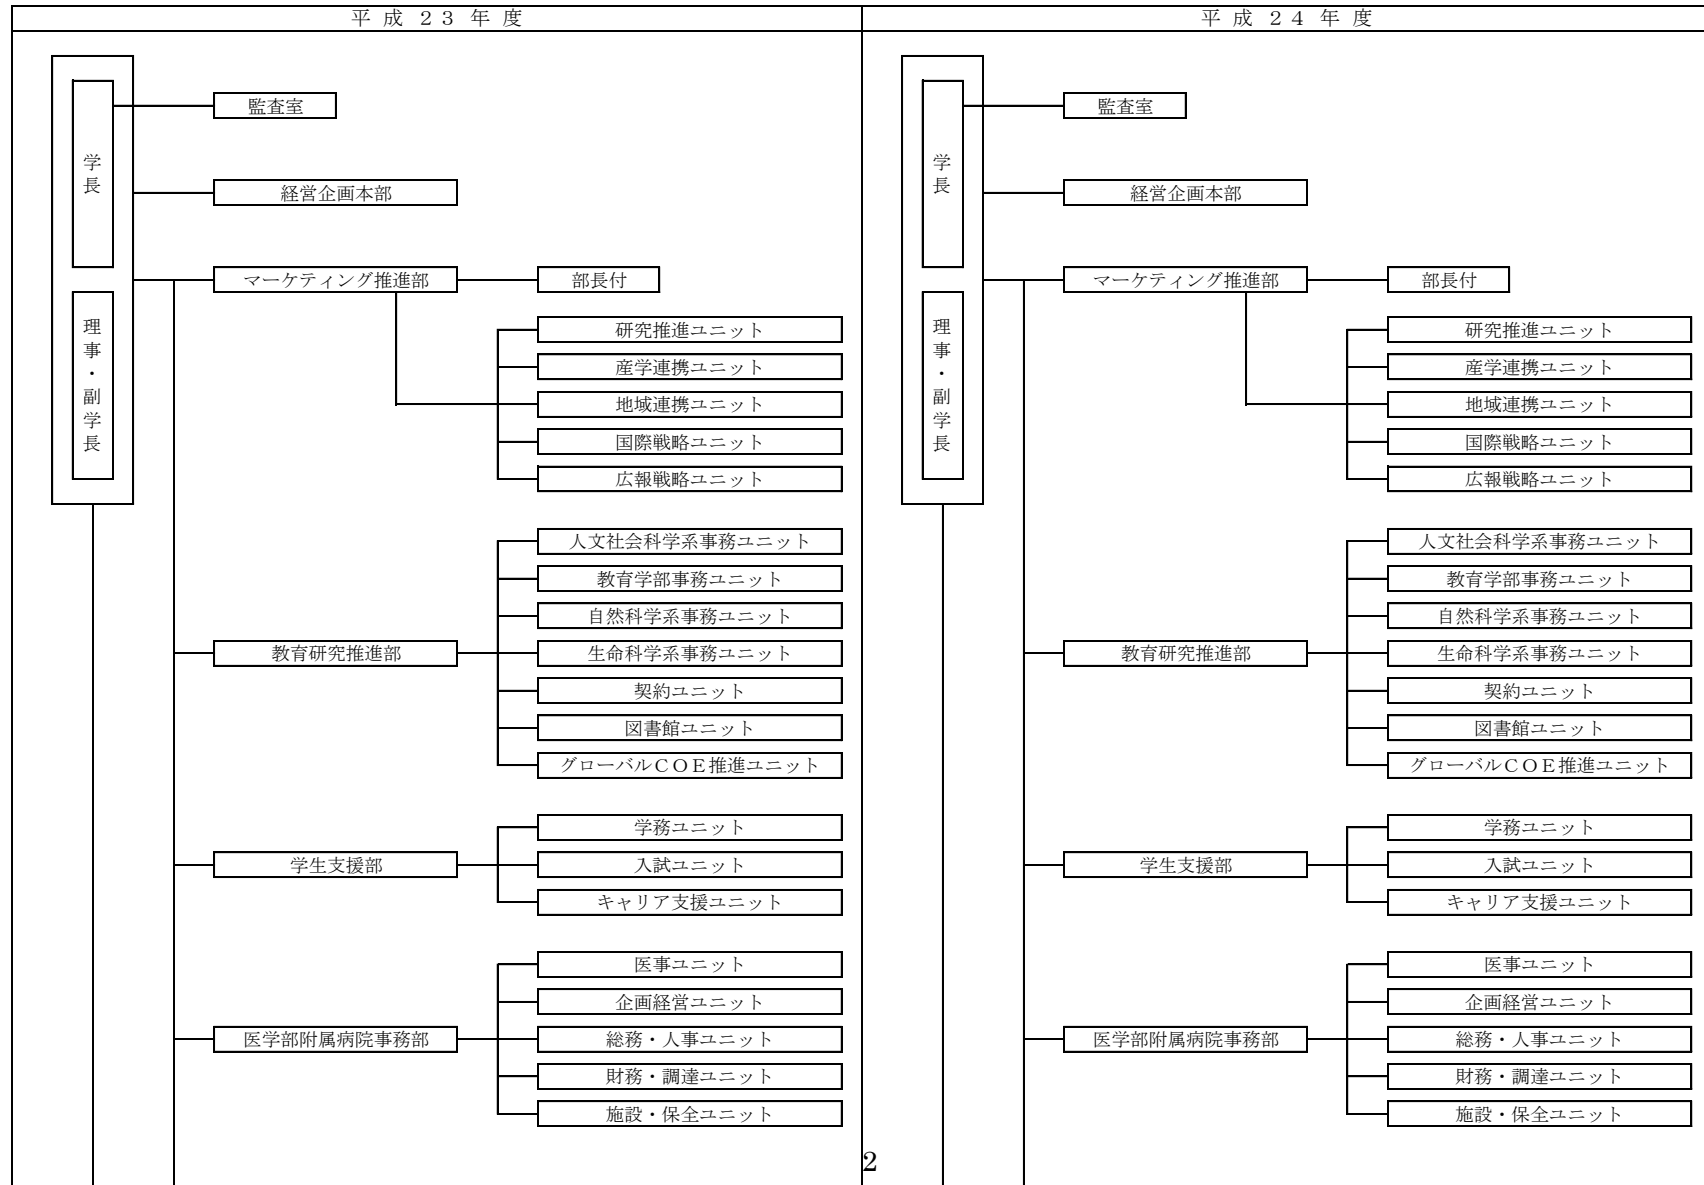 平成２３年度
学長
理事・副学長
監査室
経営企画本部
マーケティング推進部
部長付
研究推進ユニット
産学連携ユニット
地域連携ユニット
国際戦略ユニット
広報戦略ユニット
教育研究推進部
人文社会科学系事務ユニット
教育学部事務ユニット
自然科学系事務ユニット
生命科学系事務ユニット
契約ユニット
図書館ユニット
グローバルＣＯＥ推進ユニット
学生支援部
学務ユニット
入試ユニット
キャリア支援ユニット
医学部附属病院事務部
医事ユニット
企画経営ユニット
総務・人事ユニット
財務・調達ユニット
施設・保全ユニット
平成２４年度
学長
理事・副学長
監査室
経営企画本部
マーケティング推進部
部長付
研究推進ユニット
産学連携ユニット
地域連携ユニット
国際戦略ユニット
広報戦略ユニット
教育研究推進部
人文社会科学系事務ユニット
教育学部事務ユニット
自然科学系事務ユニット
生命科学系事務ユニット
契約ユニット
図書館ユニット
グローバルＣＯＥ推進ユニット
学生支援部
学務ユニット
入試ユニット
キャリア支援ユニット
医学部附属病院事務部
医事ユニット
企画経営ユニット
総務・人事ユニット
財務・調達ユニット
施設・保全ユニット
2